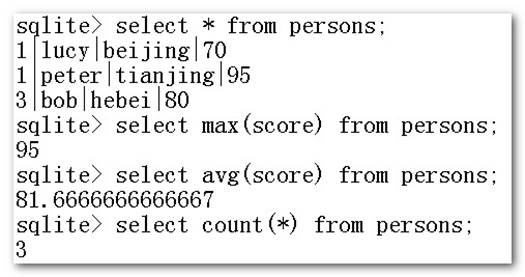 sqlite> select * from persons;
1|lucy|beijing|70
1|peter|tianjing|95
3|bob|hebei|80
sqlite> select max(score) from persons;
95
sqlite> select avg(score) from persons;
81.6666666666667
sqlite> select count(*) from persons;
3